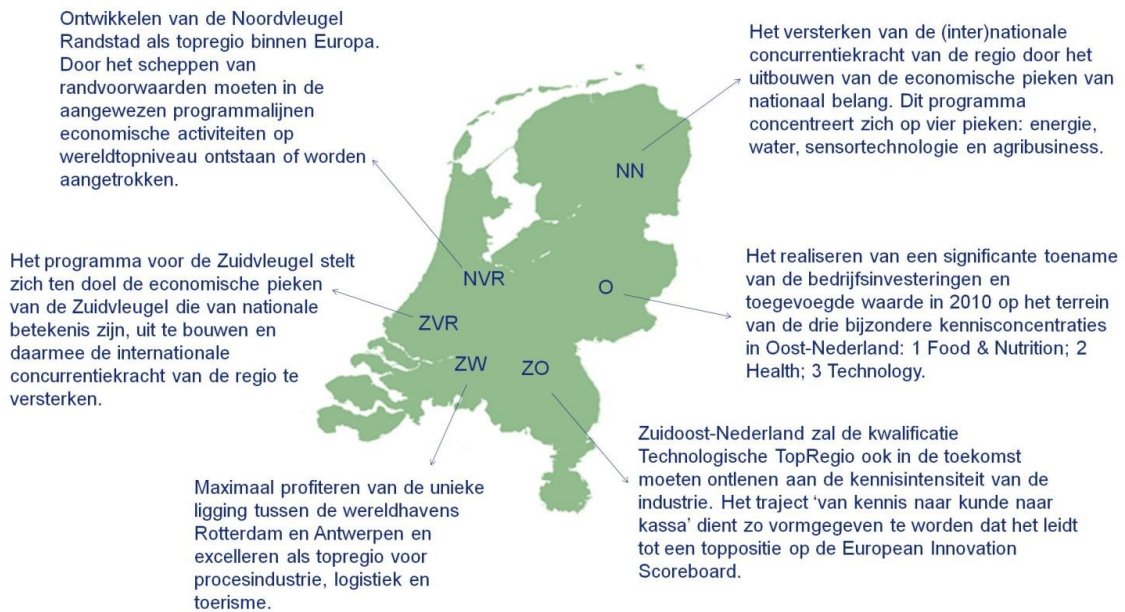 Ontwikkelen van de Noordvleugel
Randstad als topregio binnen Europa.
Door het scheppen van
randvoorwaarden moeten in de
aangewezen programmalijnen
economische activiteiten op
wereldtopniveau ontstaan of worden
aangetrokken.
Het versterken van de (inter)nationale
concurrentiekracht van de regio door het
uitbouwen van de economische pieken van
nationaal belang. Dit programma
concentreert zich op vier pieken: energie,
water, sensortechnologie en agribusiness.
NN
Het programma voor de Zuidvleugel stelt
zich ten doel de economische pieken
van de Zuidvleugel die van nationale
betekenis zijn, uit te bouwen en
daarmee de internationale
concurrentiekracht van de regio te
versterken.
NVR
O
ZVR
ZW
ZO
Het realiseren van een significante toename
van de bedrijfsinvesteringen en
toegevoegde waarde in 2010 op het terrein
van de drie bijzondere kennisconcentraties
in Oost-Nederland: 1 Food & Nutrition; 2
Health; 3 Technology.
Maximaal profiteren van de unieke
ligging tussen de wereldhavens
Rotterdam en Antwerpen en
excelleren als topregio voor
procesindustrie, logistiek en
toerisme.
Zuidoost-Nederland zal de kwalificatie
Technologische TopRegio ook in de toekomst
moeten ontlenen aan de kennisintensiteit van de
industrie. Het traject ‘van kennis naar kunde naar
kassa’ dient zo vormgegeven te worden dat het leidt
tot een toppositie op de European Innovation
Scoreboard.